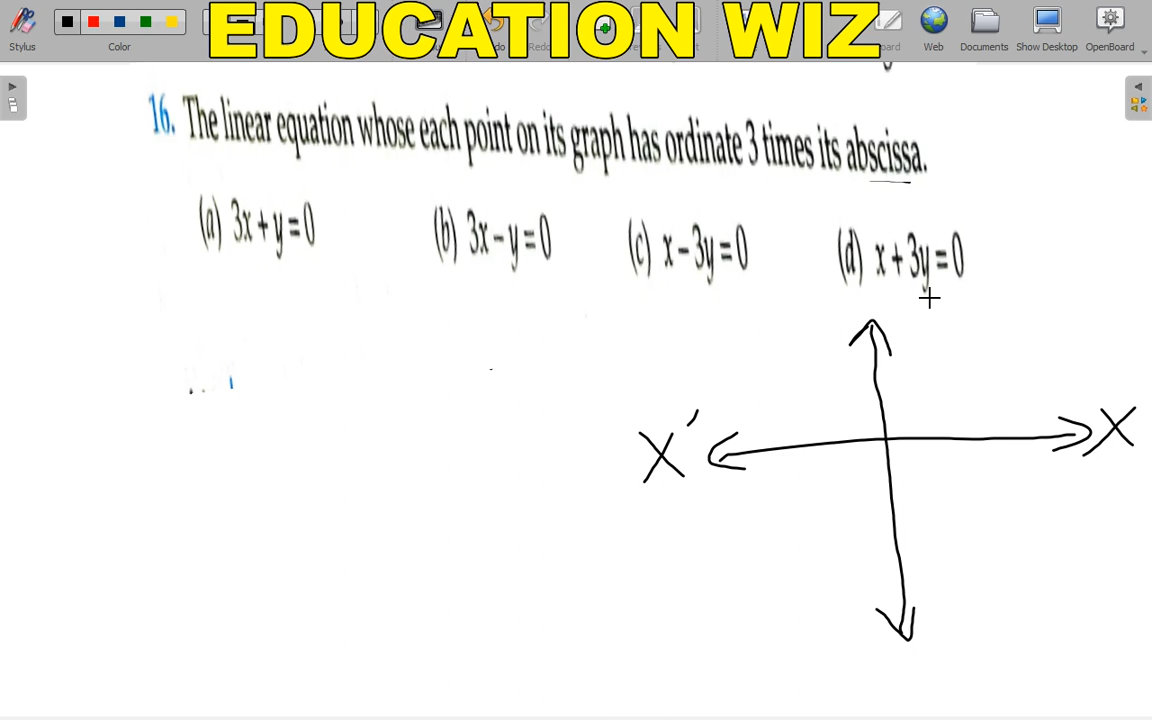 EDUCATION WIZ
Stylus
Color
Redo
Web
Documents
Show Desktop
OpenBoard
16. The linear equation whose each point on its graph has ordinate 3 times its abscissa.
(a) 3x + y = 0 (b) 3x – y = 0 (c) x – 3y = 0 (d) x + 3y = 0
X' X